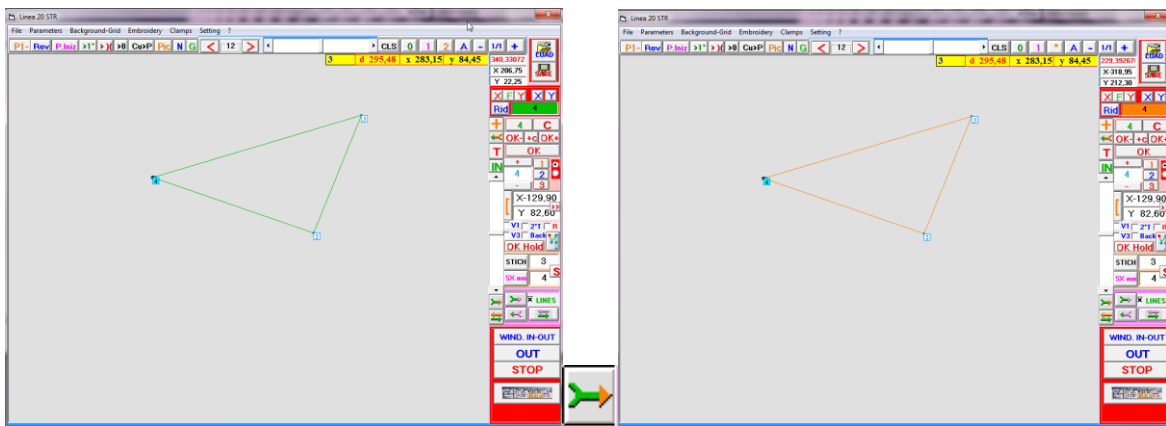 Linea 20 STR
File Parameters Background-Grid Embroidery Clamps Setting ?
P1- Rev P.Iniz >1° >)( >0 Cu>P Pic N G < 12 > CLS 0 1 2 A - 1/1 +
LOAD
3 d 295,48 x 283,15 y 84,45
340,33072
X 206,75
SAVE
Y 22,25
X F Y X Y
Rid 4
+ 4 C
OK- +c OK+
T OK
IN + 1
4 2
- 3
[ X-129,90
>>
Y 82,60
V1 2°T R
V3 Back
OK Hold
STICH 3
S
SX mm 4
× LINES
WIND. IN-OUT
OUT
STOP
3
4
2
Linea 20 STR
File Parameters Background-Grid Embroidery Clamps Setting ?
P1- Rev P.Iniz >1° >)( >0 Cu>P Pic N G < 12 > CLS 0 1 * A - 1/1 +
LOAD
3 d 295,48 x 283,15 y 84,45
229,39267
X-310,95
SAVE
Y 212,30
X F Y X Y
Rid 4
+ 4 C
OK- +c OK+
T OK
IN + 1
4 2
- 3
[ X-129,90
>>
Y 82,60
V1 2°T R
V3 Back
OK Hold
STICH 3
S
SX mm 4
× LINES
WIND. IN-OUT
OUT
STOP